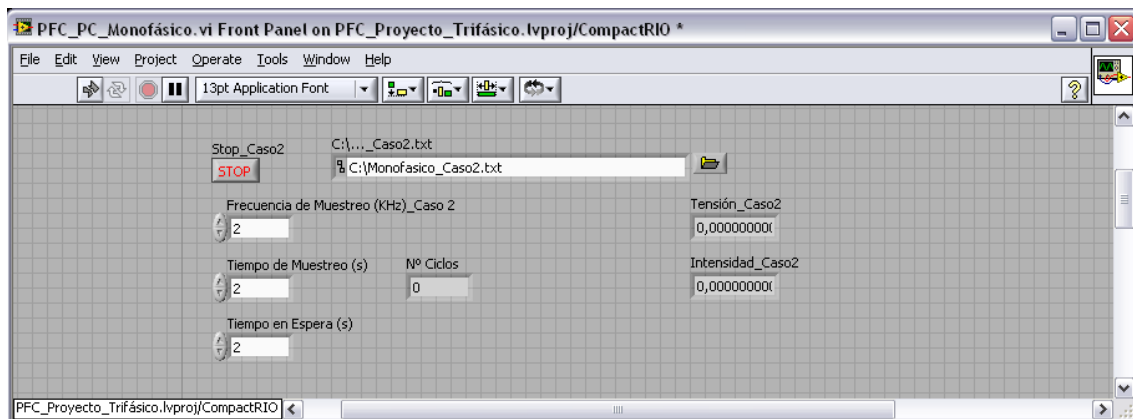 PFC_PC_Monofásico.vi Front Panel on PFC_Proyecto_Trifásico.lvproj/CompactRIO *
File Edit View Project Operate Tools Window Help
13pt Application Font
Stop_Caso2
STOP
C:\..._Caso2.txt
C:\Monofasico_Caso2.txt
Frecuencia de Muestreo (KHz)_Caso 2
2
Tensión_Caso2
0,00000000(
Tiempo de Muestreo (s)
2
Nº Ciclos
0
Intensidad_Caso2
0,00000000(
Tiempo en Espera (s)
2
PFC_Proyecto_Trifásico.lvproj/CompactRIO